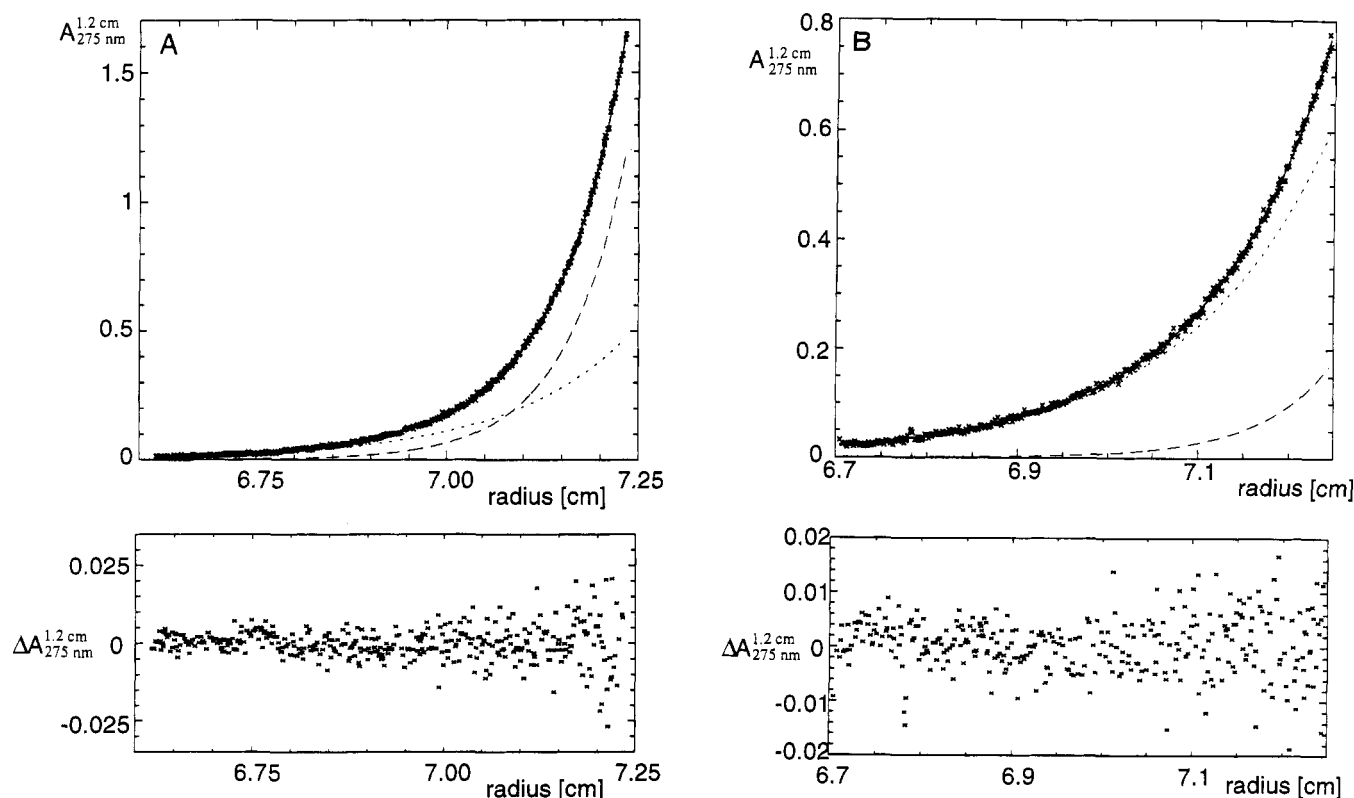 A 1.2 cm 275 nm
A
1.5
1
0.5
0
6.75 7.00 7.25
radius [cm]
0.025
ΔA 1.2 cm 275 nm
0
-0.025
6.75 7.00 7.25
radius [cm]
0.8
A 1.2 cm 275 nm
B
0.6
0.4
0.2
0
6.7 6.9 7.1
radius [cm]
0.02
0.01
ΔA 1.2 cm 275 nm
0
-0.01
-0.02
6.7 6.9 7.1
radius [cm]